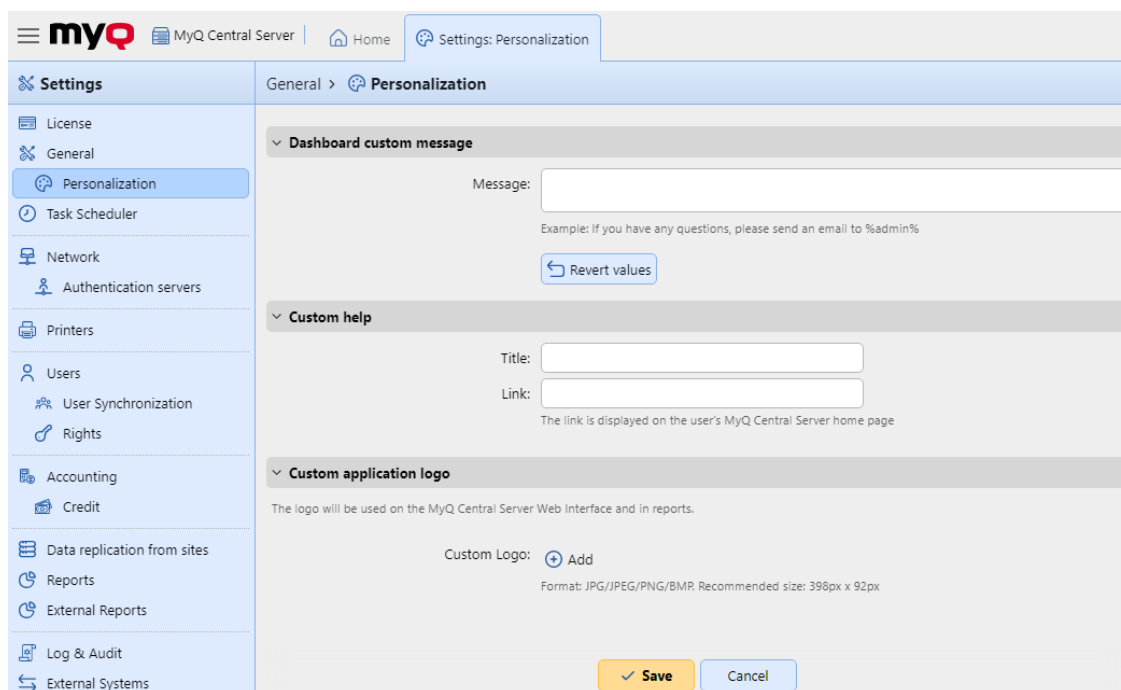 myQ MyQ Central Server Home Settings: Personalization
Settings
General > Personalization
License
General
Personalization
Task Scheduler
Network
Authentication servers
Printers
Users
User Synchronization
Rights
Accounting
Credit
Data replication from sites
Reports
External Reports
Log & Audit
External Systems
Dashboard custom message
Message:
Example: If you have any questions, please send an email to %admin%
Revert values
Custom help
Title:
Link:
The link is displayed on the user's MyQ Central Server home page
Custom application logo
The logo will be used on the MyQ Central Server Web Interface and in reports.
Custom Logo: Add
Format: JPG/JPEG/PNG/BMP. Recommended size: 398px x 92px
Save Cancel